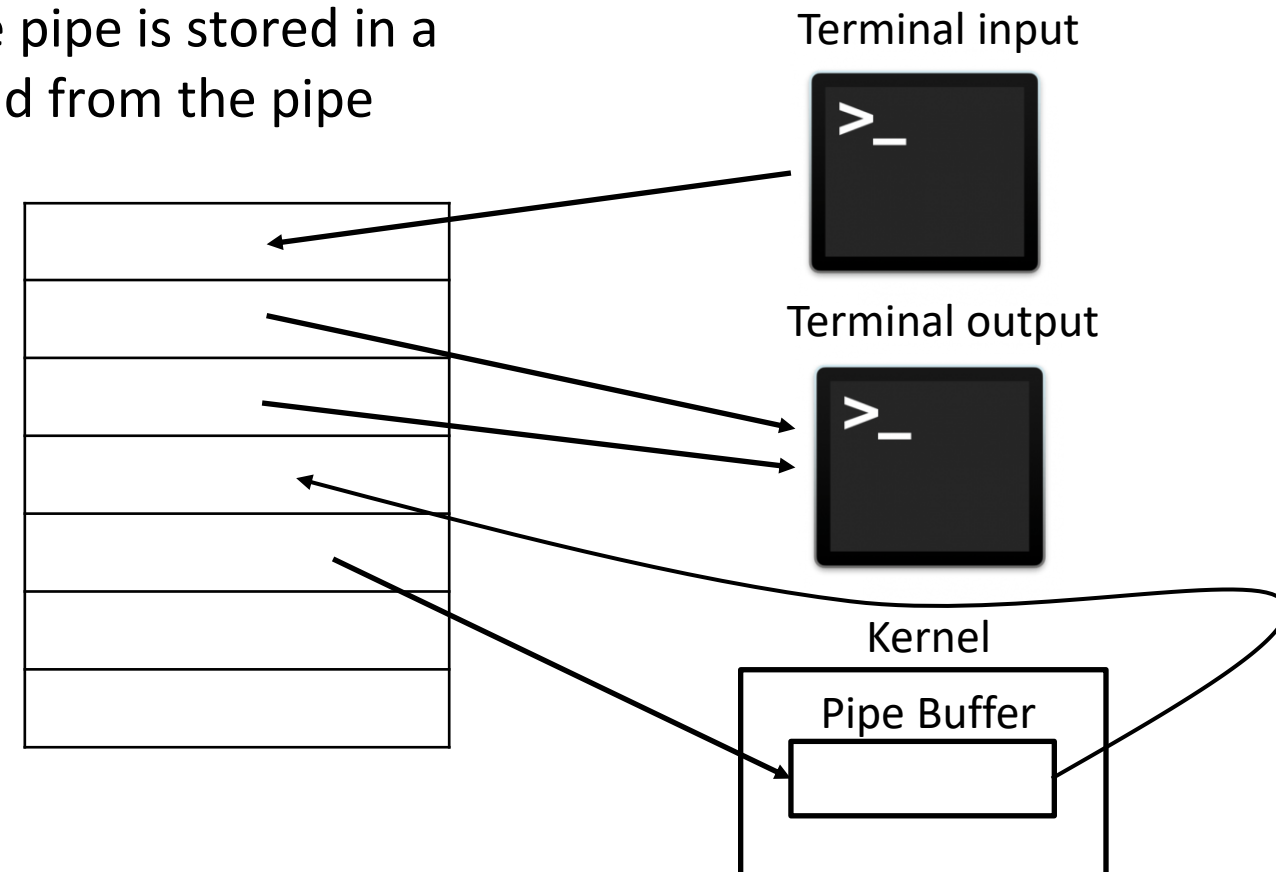 pipe is stored in a
d from the pipe
Terminal input
>_
Terminal output
>_
Kernel
Pipe Buffer